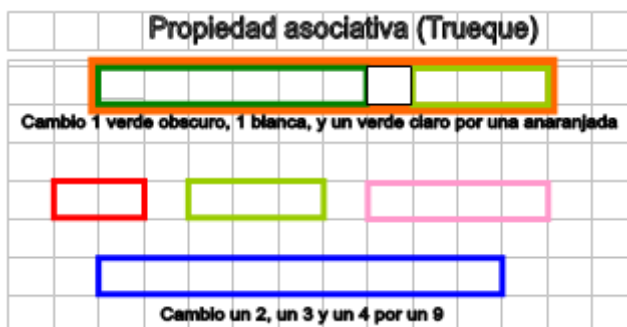 Propiedad asociativa (Trueque)
Cambio 1 verde obscuro, 1 blanca, y un verde claro por una anaranjada
Cambio un 2, un 3 y un 4 por un 9